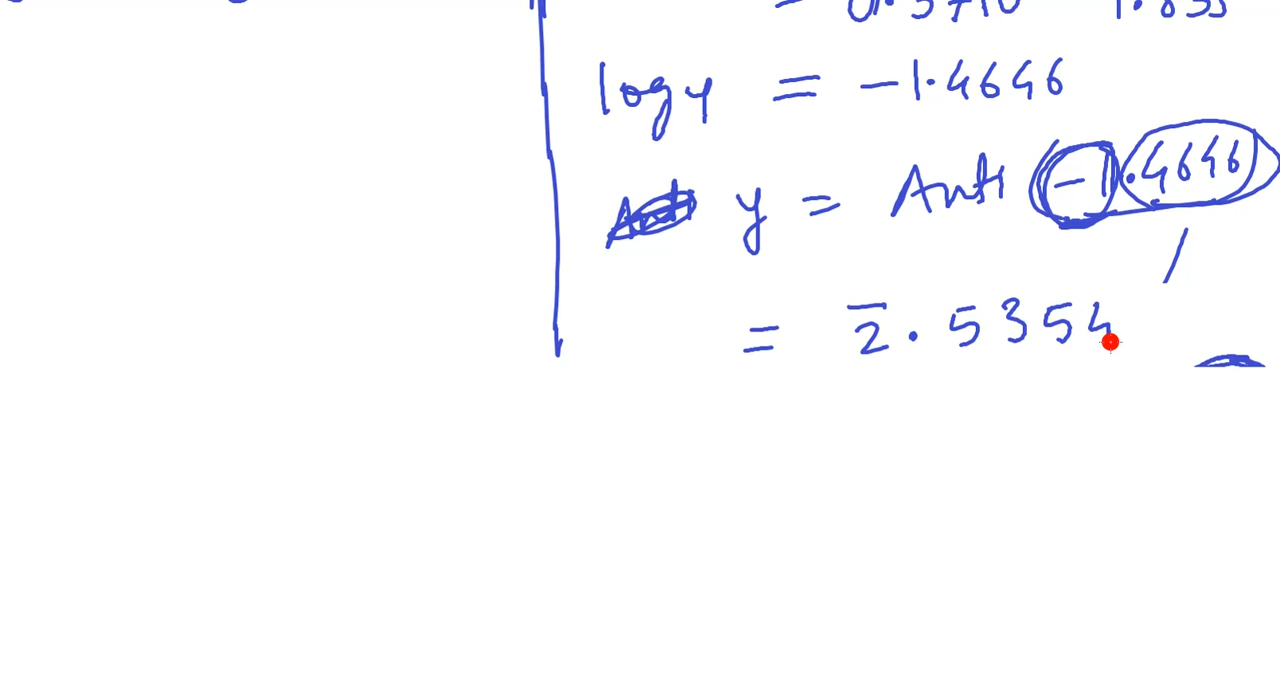 log y = -1.4646
y = Anti (-1.4646)
= 2̅.5354